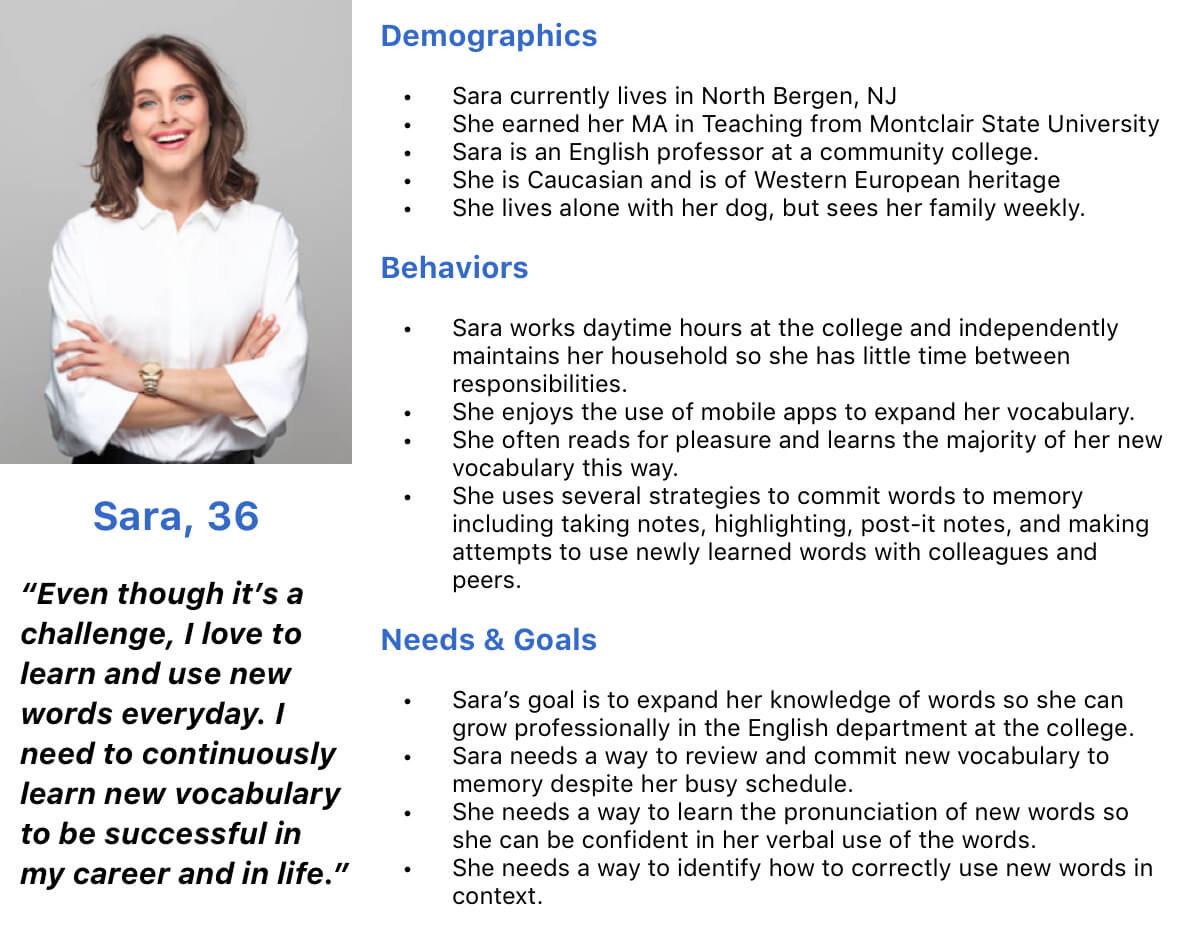 Sara, 36
“Even though it’s a
challenge, I love to
learn and use new
words everyday. I
need to continuously
learn new vocabulary
to be successful in
my career and in life.”
Demographics
• Sara currently lives in North Bergen, NJ
• She earned her MA in Teaching from Montclair State University
• Sara is an English professor at a community college.
• She is Caucasian and is of Western European heritage
• She lives alone with her dog, but sees her family weekly.
Behaviors
• Sara works daytime hours at the college and independently
maintains her household so she has little time between
responsibilities.
• She enjoys the use of mobile apps to expand her vocabulary.
• She often reads for pleasure and learns the majority of her new
vocabulary this way.
• She uses several strategies to commit words to memory
including taking notes, highlighting, post-it notes, and making
attempts to use newly learned words with colleagues and
peers.
Needs & Goals
• Sara’s goal is to expand her knowledge of words so she can
grow professionally in the English department at the college.
• Sara needs a way to review and commit new vocabulary to
memory despite her busy schedule.
• She needs a way to learn the pronunciation of new words so
she can be confident in her verbal use of the words.
• She needs a way to identify how to correctly use new words in
context.